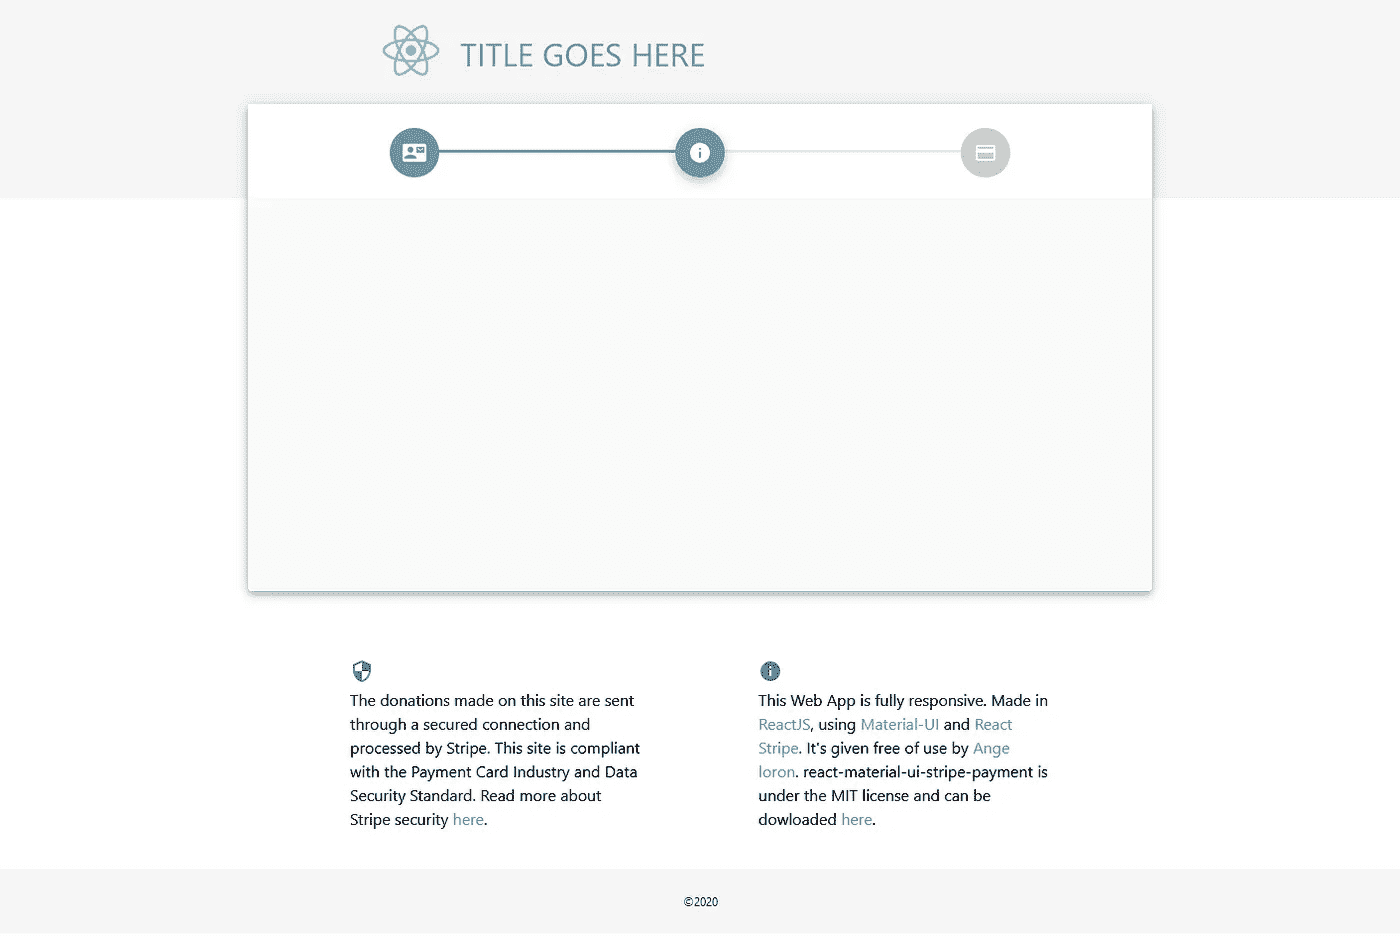 TITLE GOES HERE
The donations made on this site are sent
through a secured connection and
processed by Stripe. This site is compliant
with the Payment Card Industry and Data
Security Standard. Read more about
Stripe security here.
This Web App is fully responsive. Made in
ReactJS, using Material-UI and React
Stripe. It's given free of use by Ange
loron. react-material-ui-stripe-payment is
under the MIT license and can be
dowloaded here.
©2020